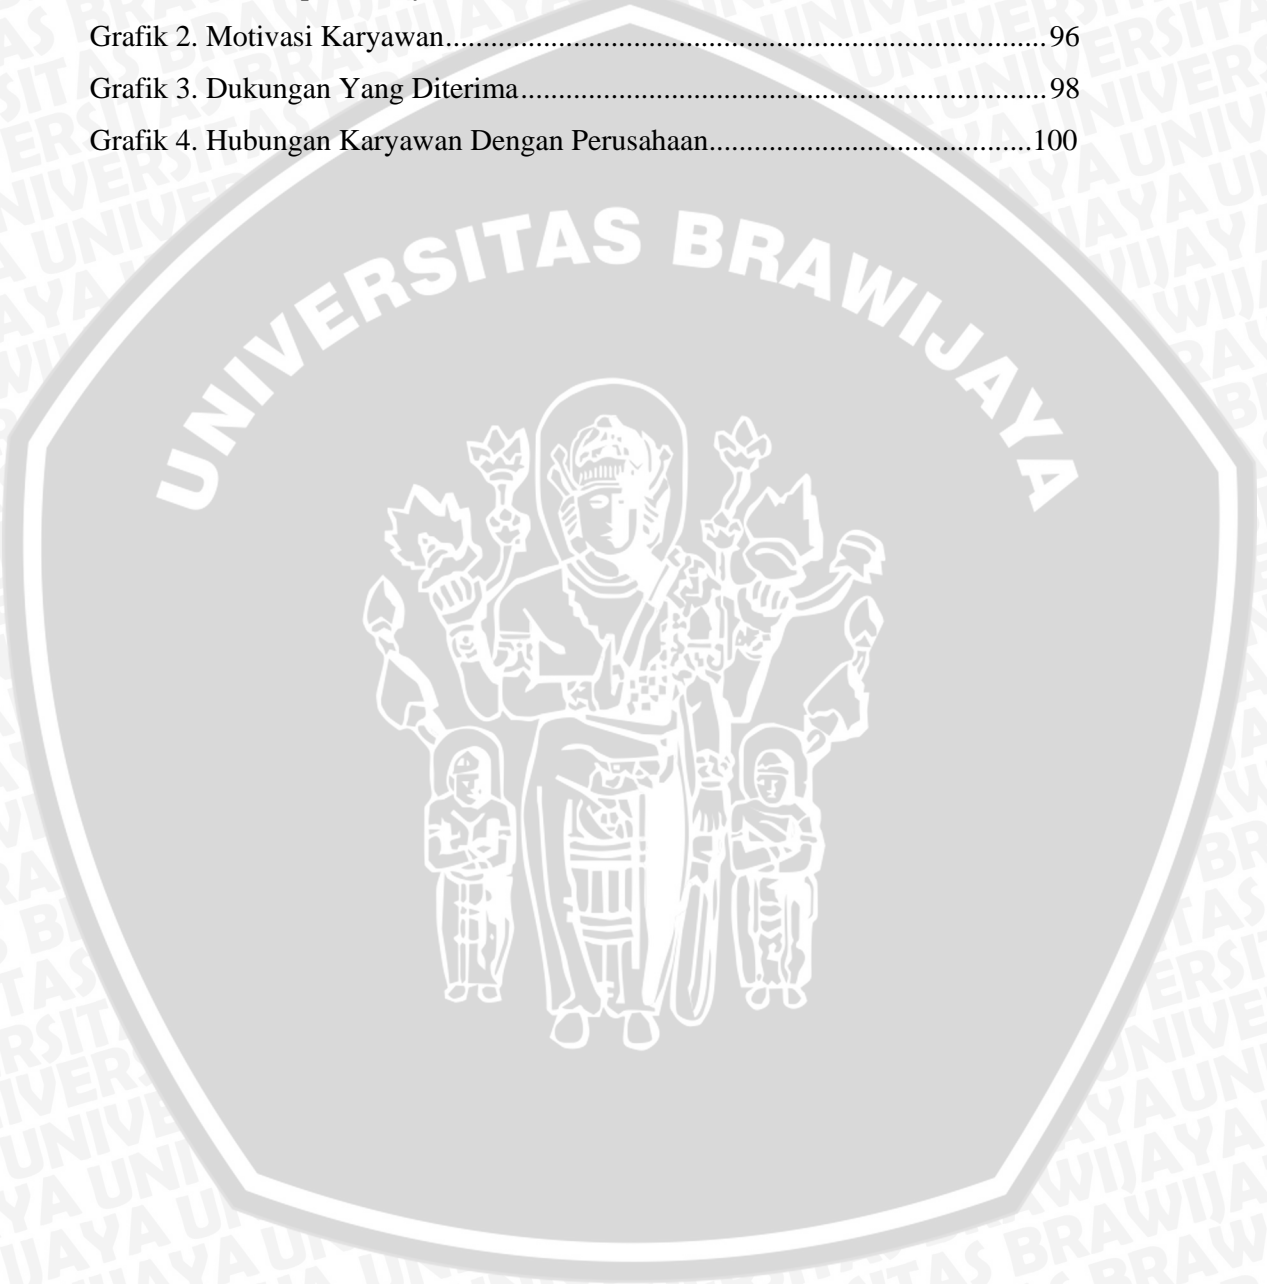 Grafik 2. Motivasi Karyawan..............................................................................96
Grafik 3. Dukungan Yang Diterima....................................................................98
Grafik 4. Hubungan Karyawan Dengan Perusahaan.........................................100
UNIVERSITAS BRAWIJAYA